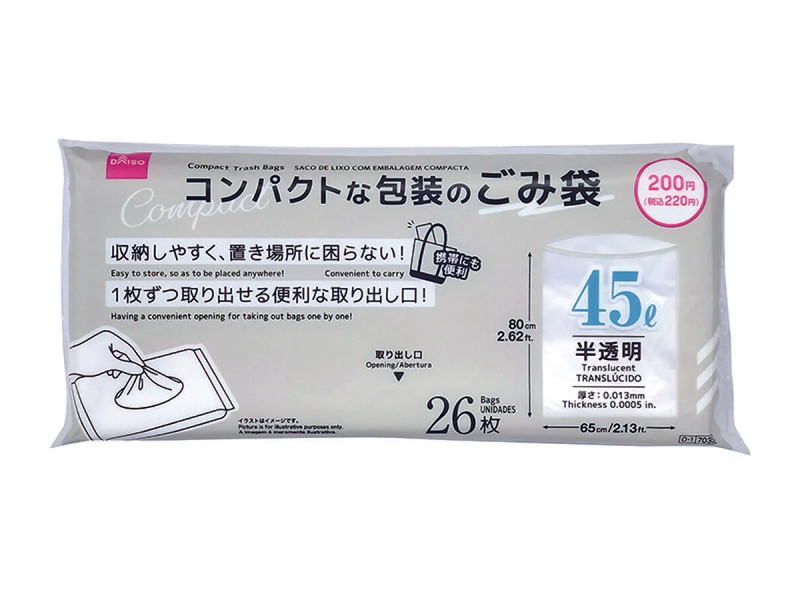 DAISO
Compact Trash Bags SACO DE LIXO COM EMBALAGEM COMPACTA
Compact
コンパクトな包装のごみ袋
200円
(税込220円)
収納しやすく、置き場所に困らない!
Easy to store, so as to be placed anywhere! Convenient to carry
携帯にも
便利
1枚ずつ取り出せる便利な取り出し口!
Having a convenient opening for taking out bags one by one!
取り出し口
Opening/Abertura
イラストはイメージです。
Picture is for illustrative purposes only.
A imagem é meramente ilustrativa.
26枚
Bags
UNIDADES
80cm
2.62ft.
45ℓ
半透明
Translucent
TRANSLÚCIDO
厚さ:0.013mm
Thickness 0.0005 in.
65cm/2.13ft.